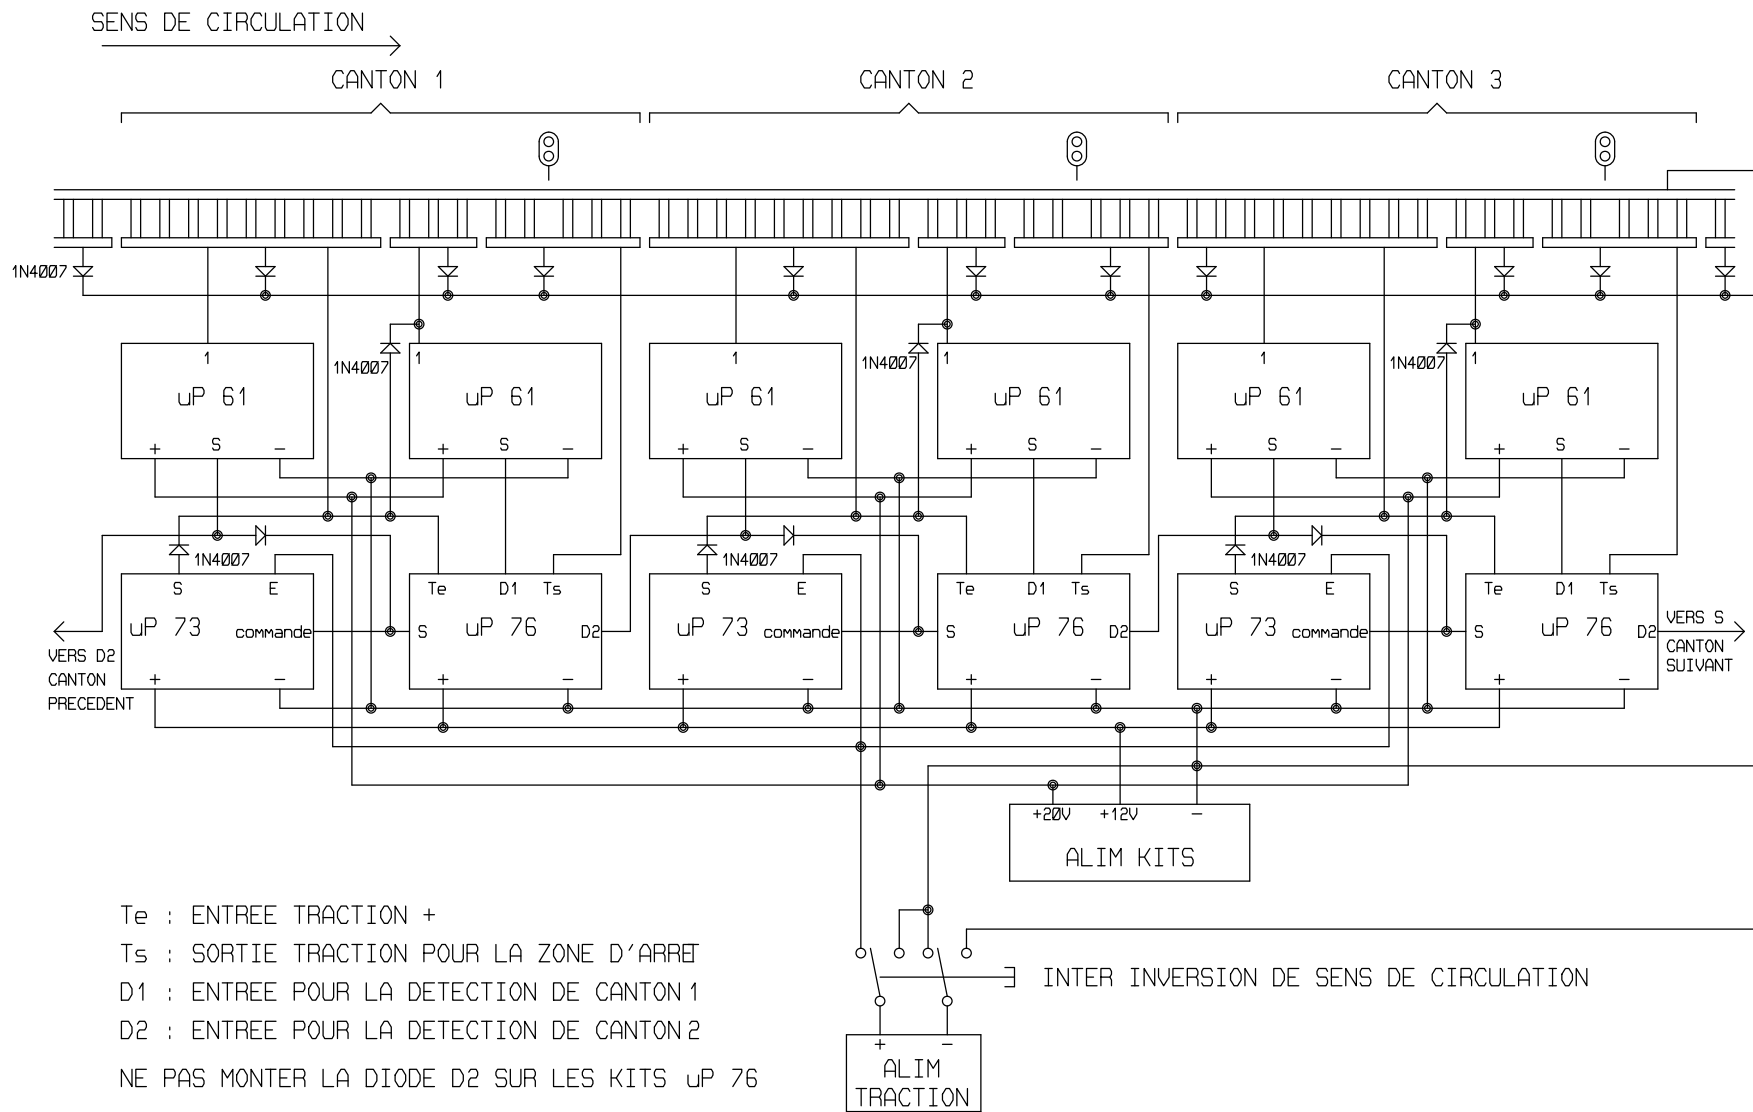 SENS DE CIRCULATION
CANTON 1 CANTON 2 CANTON 3
1N4007
1 1 1 1 1 1
1N4007 1N4007 1N4007
uP 61 uP 61 uP 61 uP 61 uP 61 uP 61
+ S - + S - + S - + S - + S - + S -
1N4007 1N4007 1N4007
S E Te D1 Ts S E Te D1 Ts S E Te D1 Ts
uP 73 commande S uP 76 D2 uP 73 commande S uP 76 D2 uP 73 commande S uP 76 D2
+ - + - + - + - + - + -
VERS D2
CANTON
PRECEDENT
VERS S
CANTON
SUIVANT
+20V +12V -
ALIM KITS
Te : ENTREE TRACTION +
Ts : SORTIE TRACTION POUR LA ZONE D'ARRET
D1 : ENTREE POUR LA DETECTION DE CANTON 1
D2 : ENTREE POUR LA DETECTION DE CANTON 2
NE PAS MONTER LA DIODE D2 SUR LES KITS uP 76
INTER INVERSION DE SENS DE CIRCULATION
+ -
ALIM
TRACTION